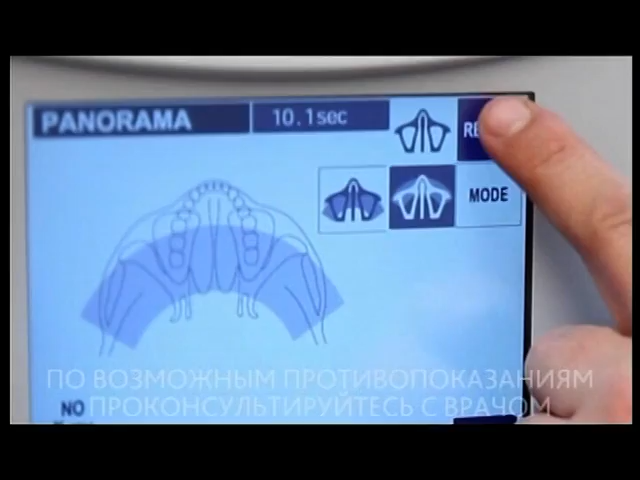 PANORAMA 10.1sec
MODE
ПО ВОЗМОЖНЫМ ПРОТИВОПОКАЗАНИЯМ
NO ПРОКОНСУЛЬТИРУЙТЕСЬ С ВРАЧОМ